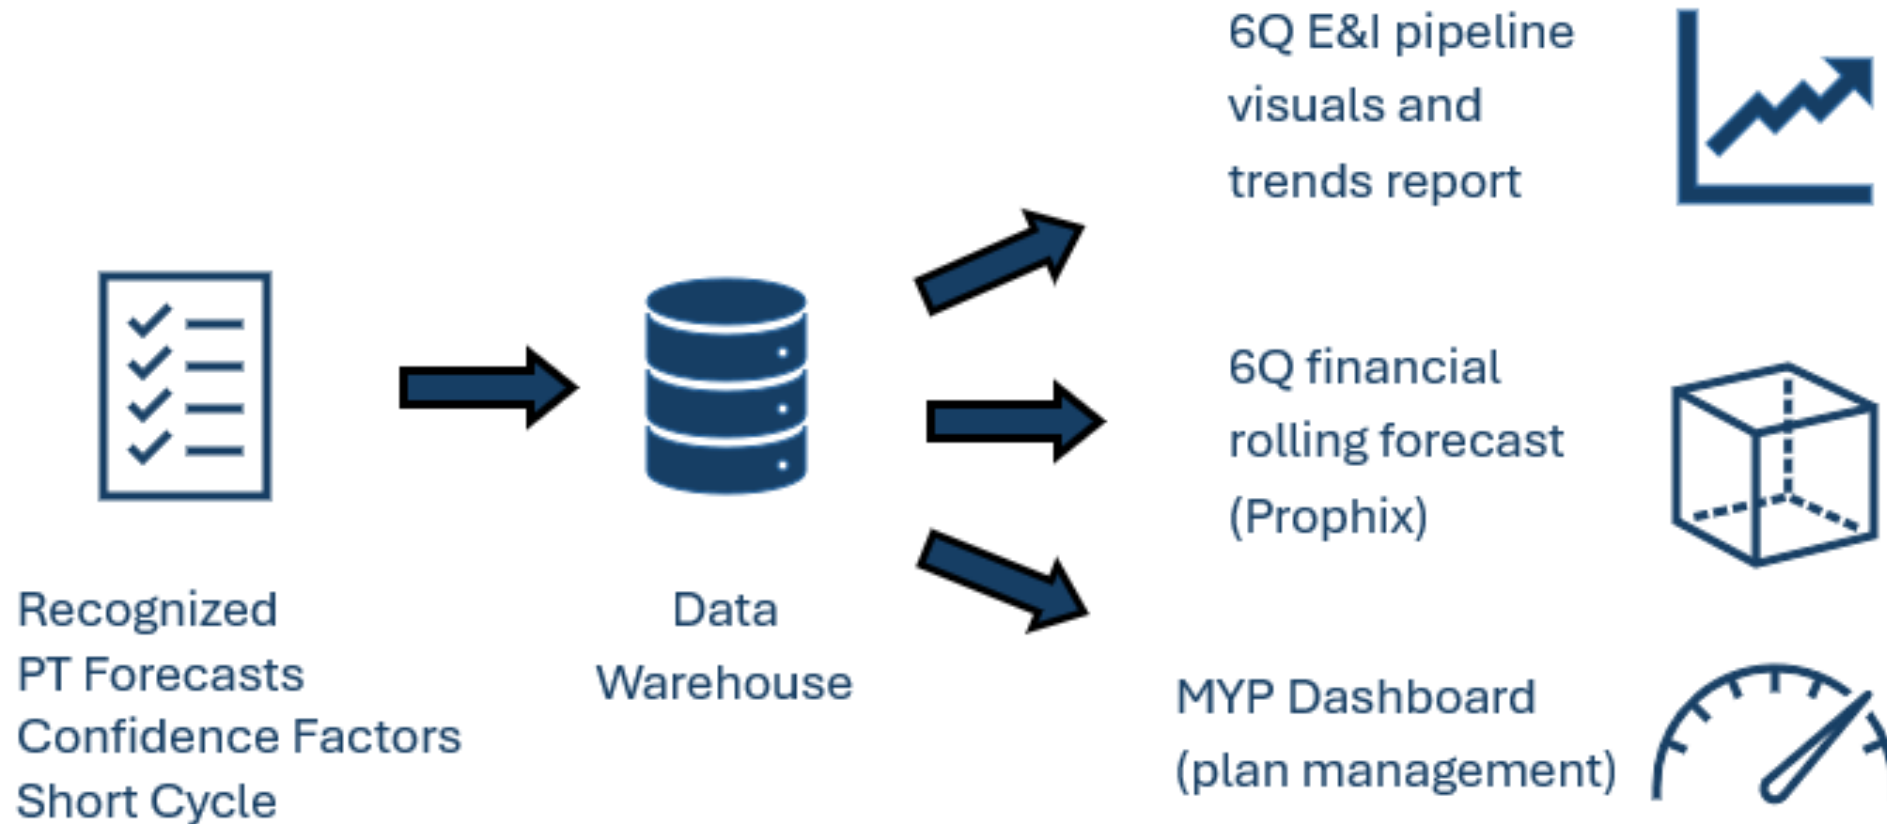 6Q E&I pipeline
visuals and
trends report
6Q financial
rolling forecast
(Prophix)
Recognized
PT Forecasts
Confidence Factors
Short Cycle
Data
Warehouse
MYP Dashboard
(plan management)